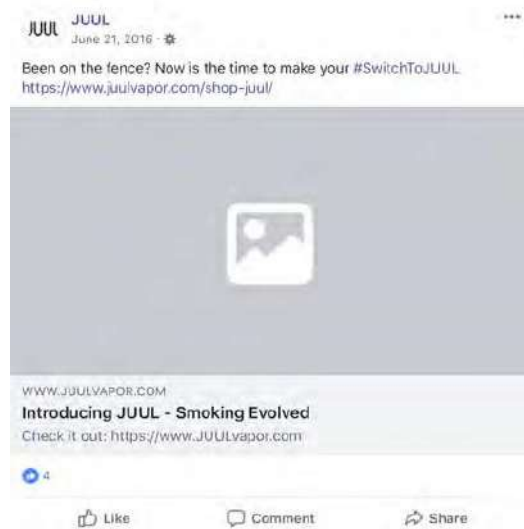 JUUL
JUUL
June 21, 2016 ·
Been on the fence? Now is the time to make your #SwitchToJUUL
https://www.juulvapor.com/shop-juul/
WWW.JUULVAPOR.COM
Introducing JUUL - Smoking Evolved
Check it out: https://www.JUULvapor.com
4
Like Comment Share